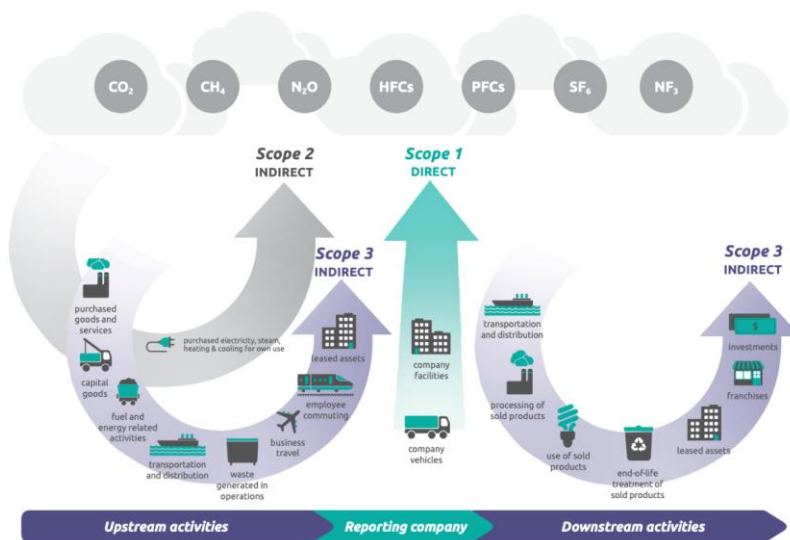 CO₂
CH₄
N₂O
HFCs
PFCs
SF₆
NF₃
Scope 2
INDIRECT
Scope 1
DIRECT
Scope 3
INDIRECT
Scope 3
INDIRECT
purchased
goods and
services
capital
goods
fuel and
energy related
activities
transportation
and distribution
waste
generated in
operations
business
travel
employee
commuting
leased assets
purchased electricity, steam,
heating & cooling for own use
company
facilities
company
vehicles
transportation
and distribution
processing of
sold products
use of sold
products
end-of-life
treatment of
sold products
leased assets
franchises
investments
$
Upstream activities
Reporting company
Downstream activities